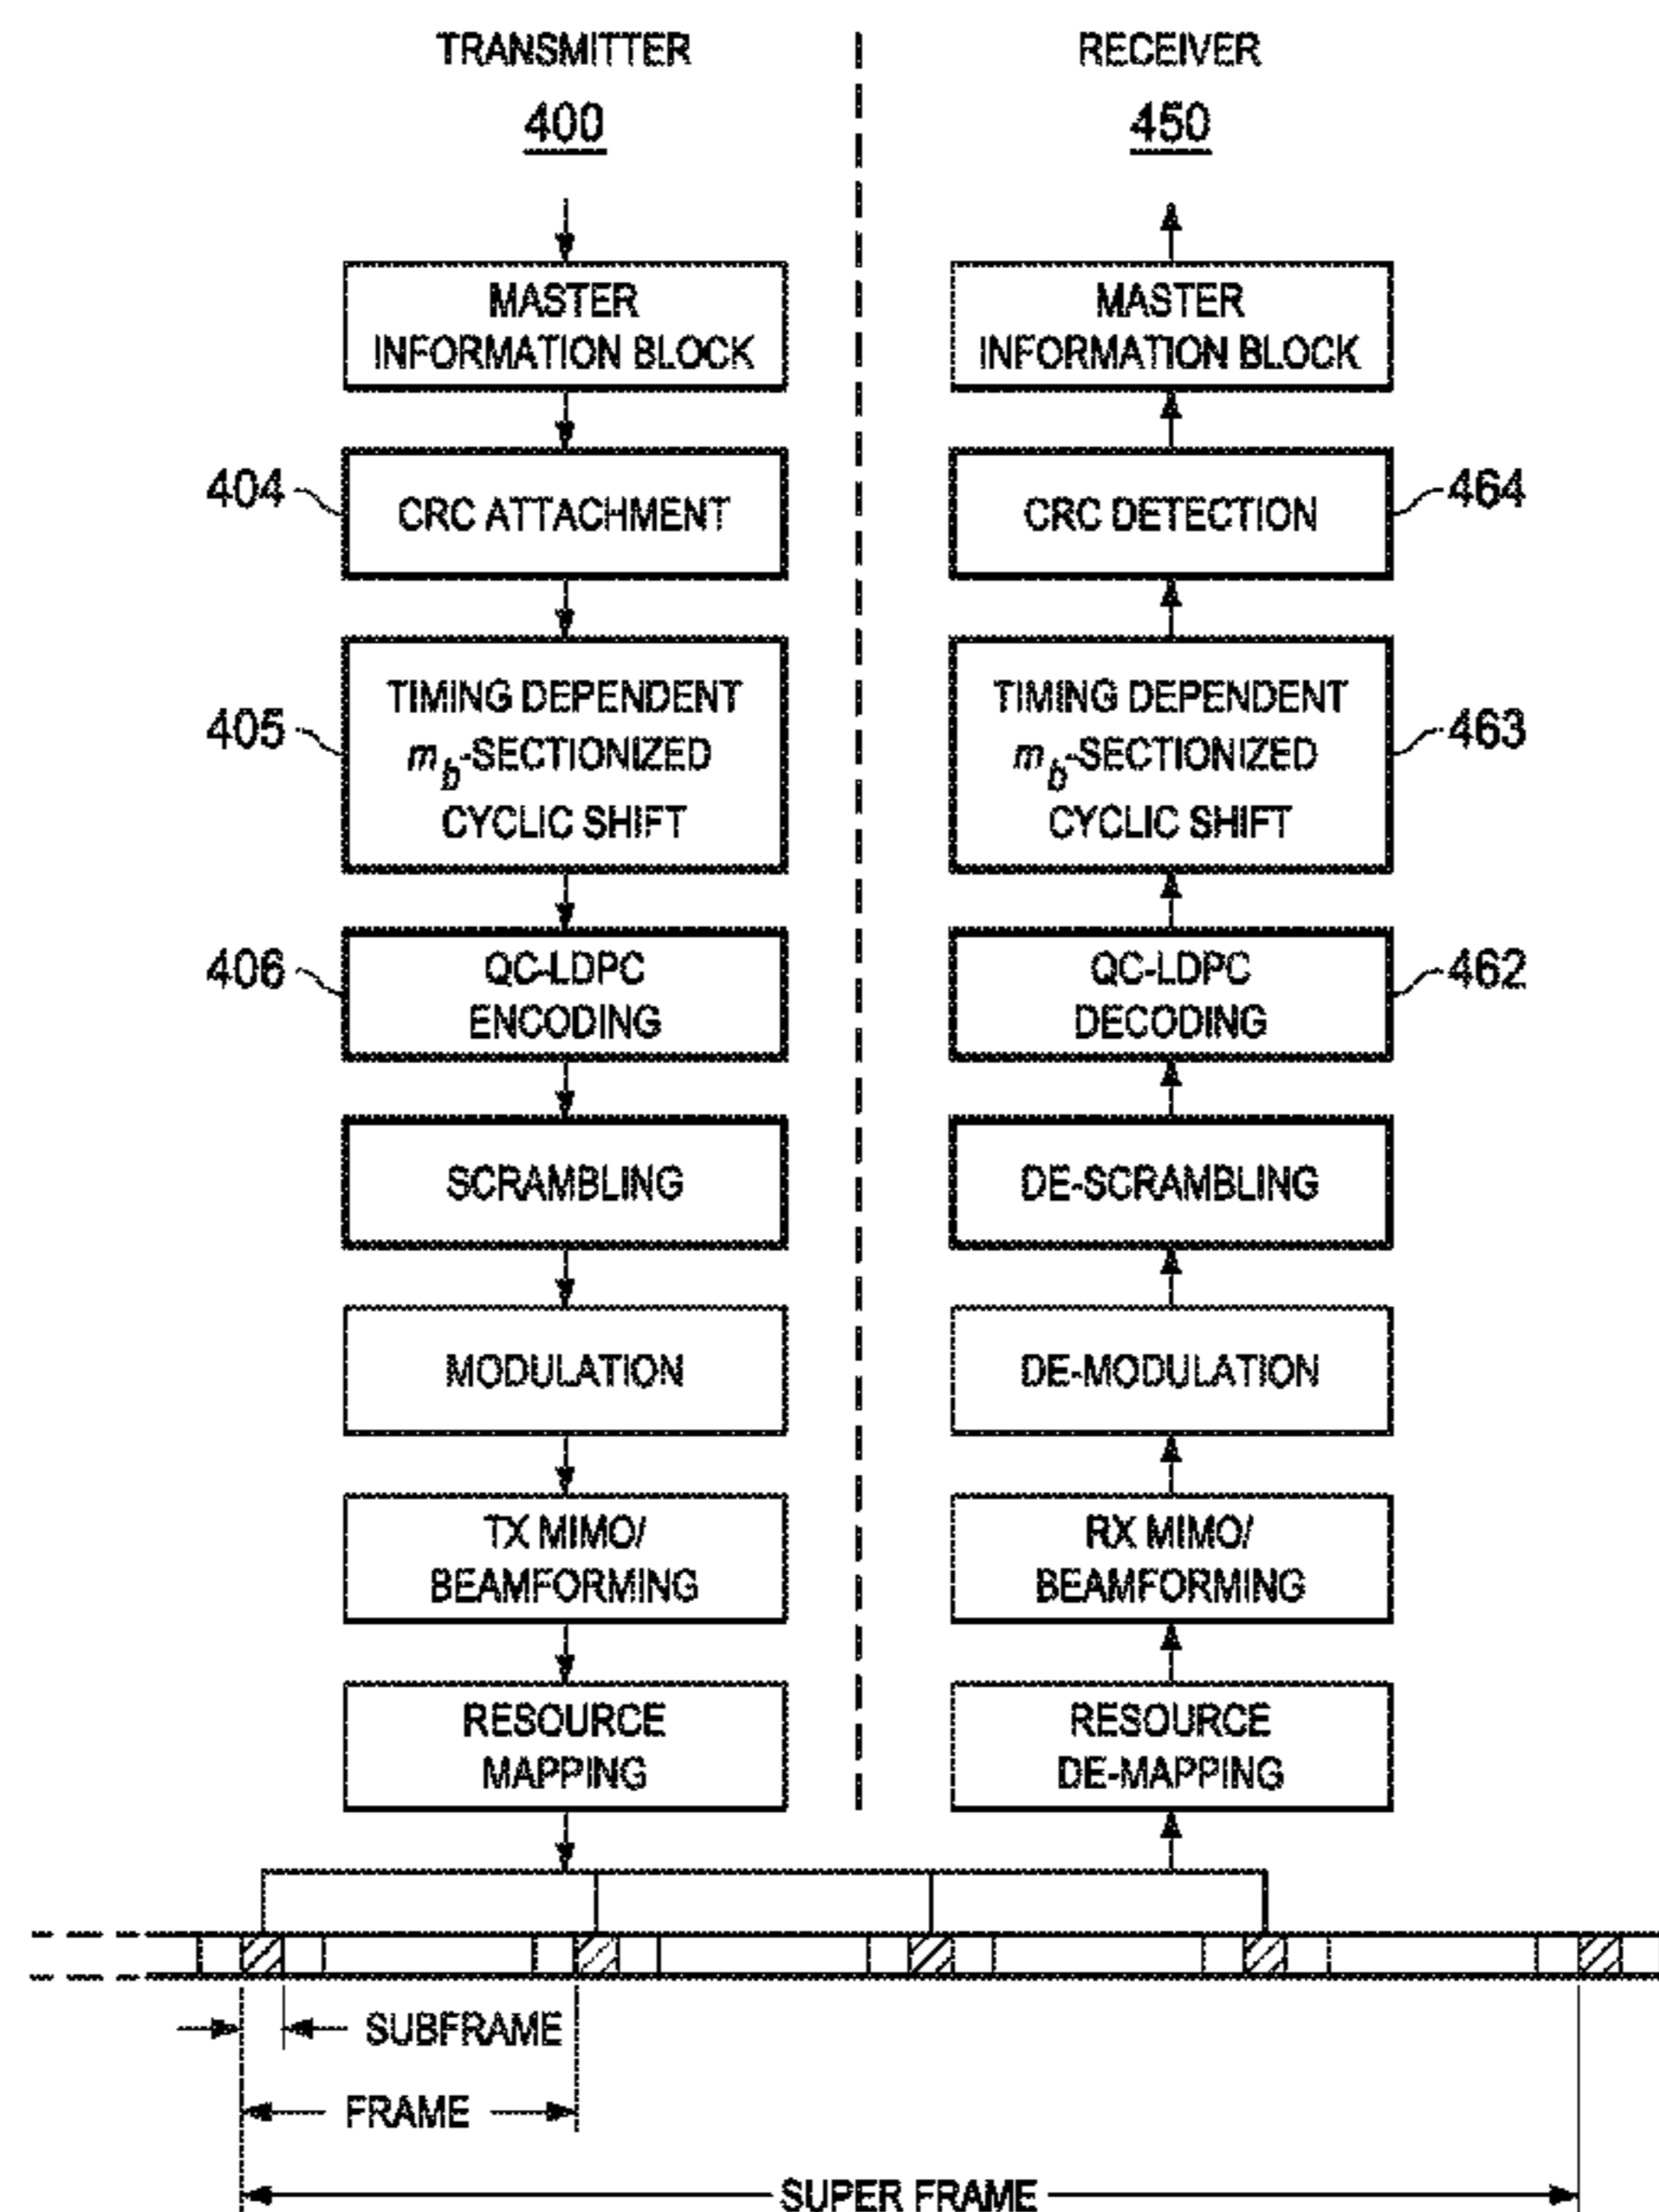 TRANSMITTER
400
MASTER
INFORMATION BLOCK
404
CRC ATTACHMENT
405
TIMING DEPENDENT
mb-SECTIONIZED
CYCLIC SHIFT
406
QC-LDPC
ENCODING
SCRAMBLING
MODULATION
TX MIMO/
BEAMFORMING
RESOURCE
MAPPING
RECEIVER
450
MASTER
INFORMATION BLOCK
CRC DETECTION
464
TIMING DEPENDENT
mb-SECTIONIZED
CYCLIC SHIFT
463
QC-LDPC
DECODING
462
DE-SCRAMBLING
DE-MODULATION
RX MIMO/
BEAMFORMING
RESOURCE
DE-MAPPING
SUBFRAME
FRAME
SUPER FRAME